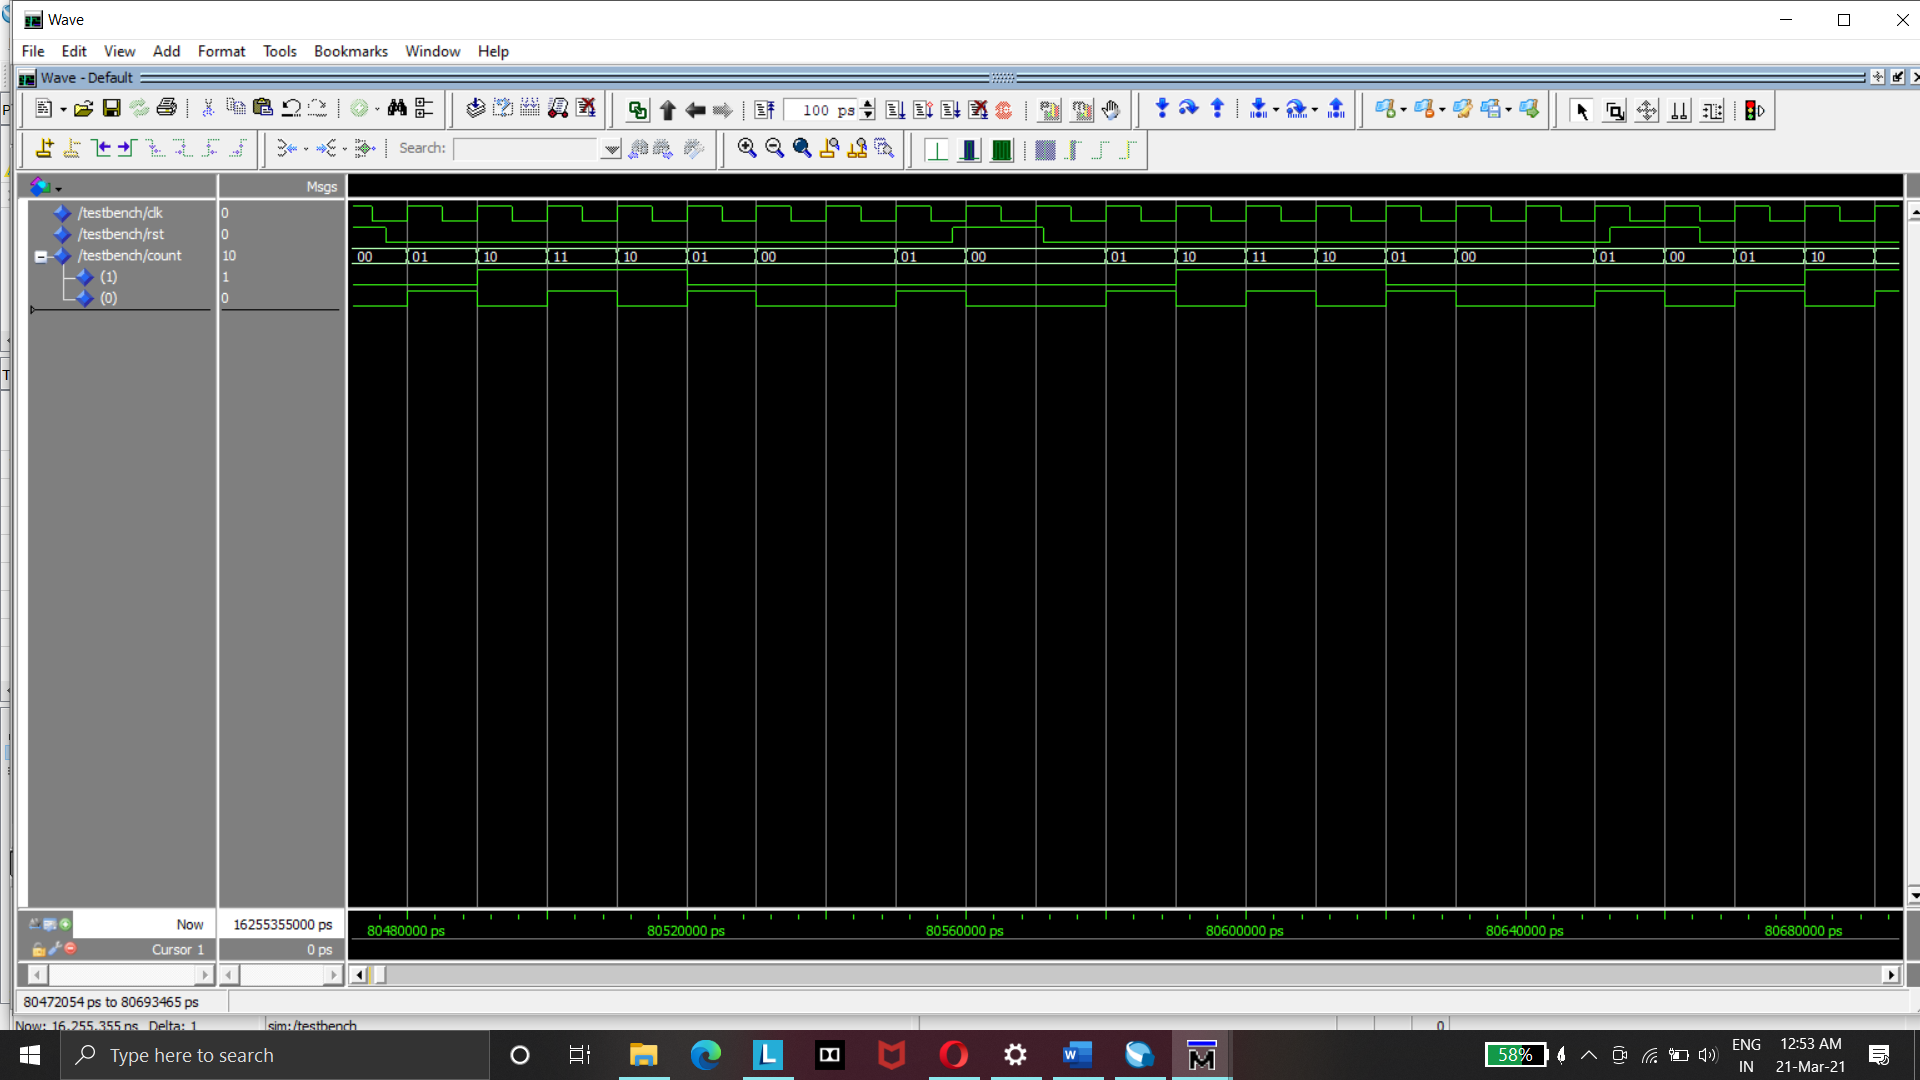 Wave
File Edit View Add Format Tools Bookmarks Window Help
Wave - Default
100 ps
Search:
Msgs
/testbench/clk 0
/testbench/rst 0
/testbench/count 10 00 01 10 11 10 01 00 01 00 01 10 11 10 01 00 01 00 01 10
(1) 1
(0) 0
Now 16255355000 ps
80480000 ps 80520000 ps 80560000 ps 80600000 ps 80640000 ps 80680000 ps
Cursor 1 0 ps
80472054 ps to 80693465 ps
Now: 16,255,355 ns Delta: 1 sim:/testbench 0
Type here to search
58%
ENG
IN
12:53 AM
21-Mar-21